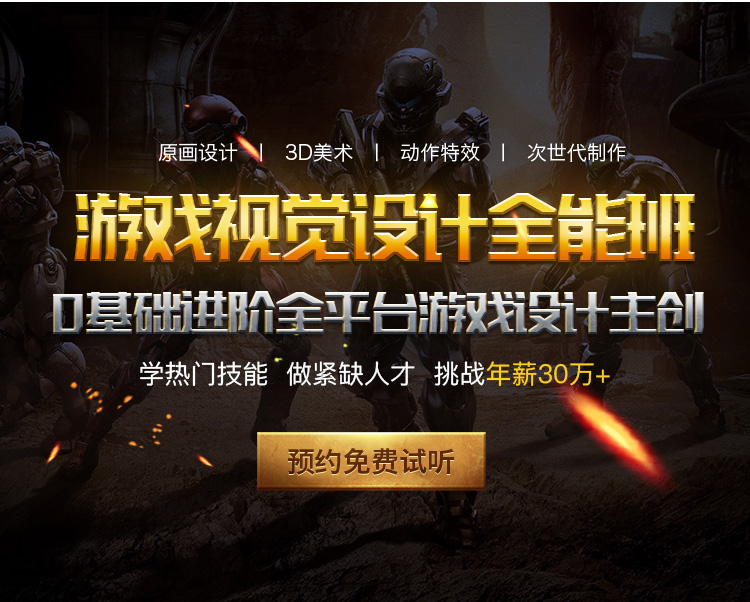 原画设计 | 3D美术 | 动作特效 | 次世代制作
游戏视觉设计全能班
0基础进阶全平台游戏设计主创
学热门技能 做紧缺人才 挑战年薪30万+
预约免费试听